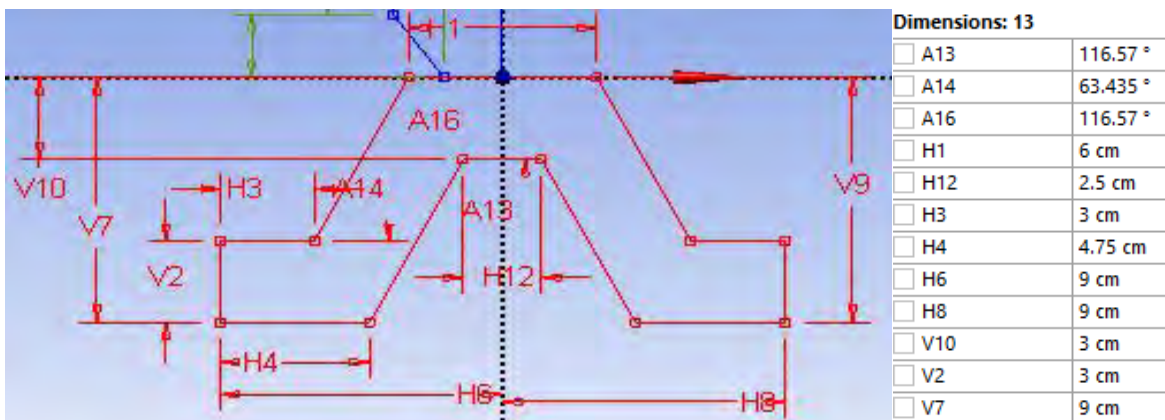 1
A16
V10
H3
A14
V9
V7
A13
V2
H12
H4
H6
H8
Dimensions: 13
A13 116.57 °
A14 63.435 °
A16 116.57 °
H1 6 cm
H12 2.5 cm
H3 3 cm
H4 4.75 cm
H6 9 cm
H8 9 cm
V10 3 cm
V2 3 cm
V7 9 cm